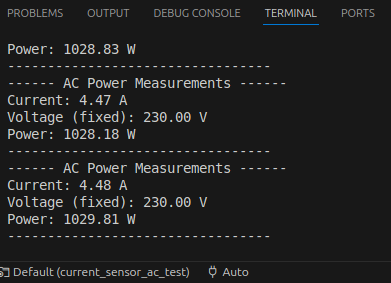 PROBLEMS OUTPUT DEBUG CONSOLE TERMINAL PORTS
Power: 1028.83 W
--------------------------------
------ AC Power Measurements ------
Current: 4.47 A
Voltage (fixed): 230.00 V
Power: 1028.18 W
--------------------------------
------ AC Power Measurements ------
Current: 4.48 A
Voltage (fixed): 230.00 V
Power: 1029.81 W
--------------------------------
Default (current_sensor_ac_test) Auto